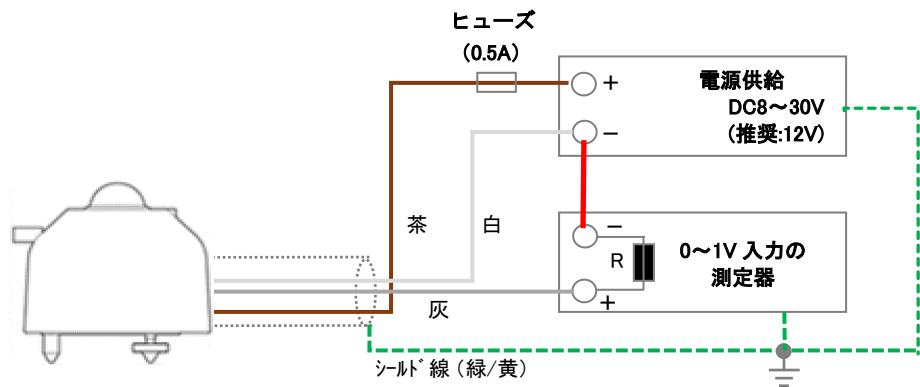 ヒューズ
(0.5A)
＋
電源供給
DC8～30V
(推奨:12V)
－
茶
白
－
R
0～1V 入力の
測定器
＋
灰
ｼｰﾙﾄﾞ線（緑/黄）